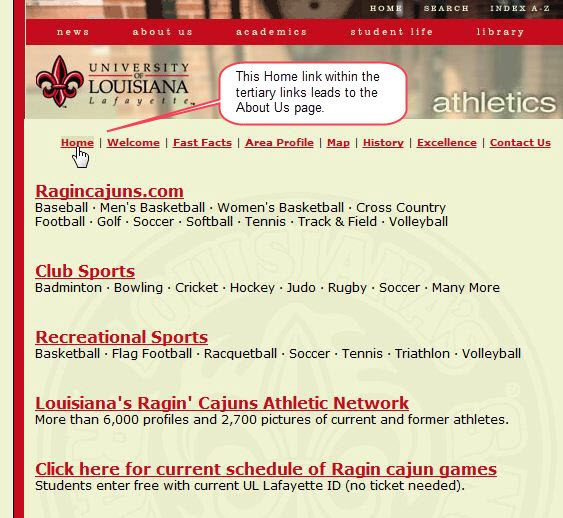 HOME SEARCH INDEX A-Z
news about us academics student life library
UNIVERSITY
OF
LOUISIANA
Lafayette™
This Home link within the
tertiary links leads to the
About Us page.
athletics
Home | Welcome | Fast Facts | Area Profile | Map | History | Excellence | Contact Us
Ragincajuns.com
Baseball · Men's Basketball · Women's Basketball · Cross Country
Football · Golf · Soccer · Softball · Tennis · Track & Field · Volleyball
Club Sports
Badminton · Bowling · Cricket · Hockey · Judo · Rugby · Soccer · Many More
Recreational Sports
Basketball · Flag Football · Racquetball · Soccer · Tennis · Triathlon · Volleyball
Louisiana's Ragin' Cajuns Athletic Network
More than 6,000 profiles and 2,700 pictures of current and former athletes.
Click here for current schedule of Ragin cajun games
Students enter free with current UL Lafayette ID (no ticket needed).